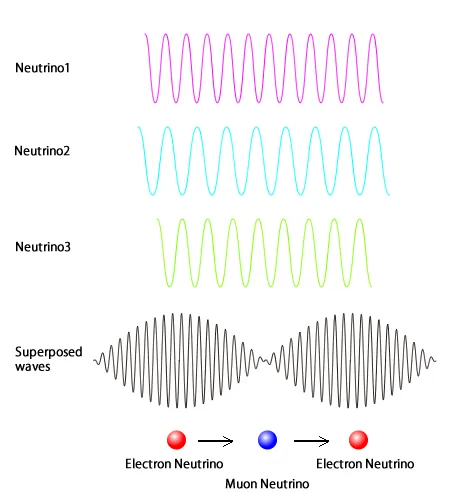 Neutrino1
Neutrino2
Neutrino3
Superposed
waves
Electron Neutrino
Electron Neutrino
Muon Neutrino